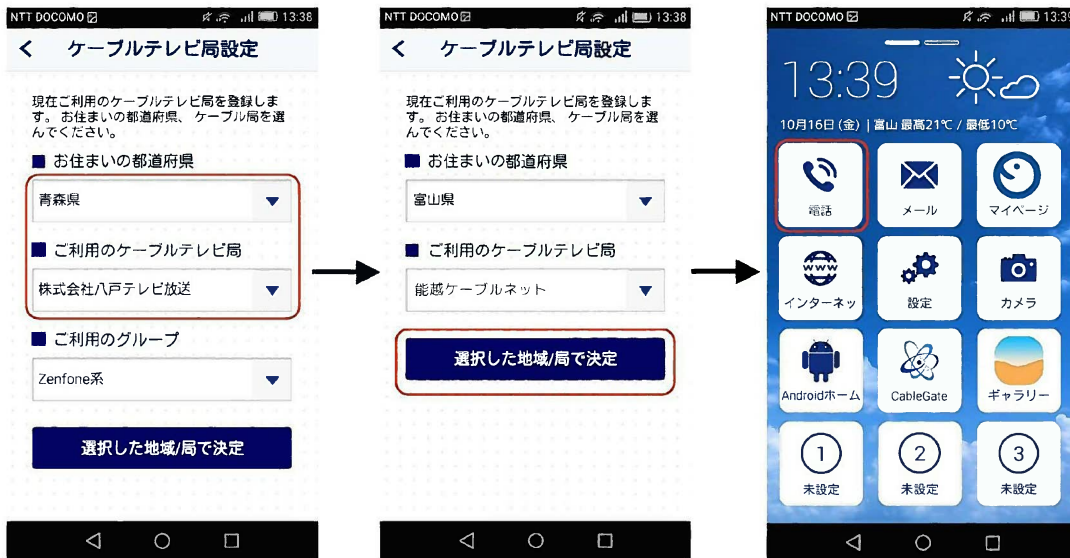 NTT DOCOMO 13:38
ケーブルテレビ局設定
現在ご利用のケーブルテレビ局を登録しま
す。お住まいの都道府県、ケーブル局を選
んでください。
■ お住まいの都道府県
青森県
■ ご利用のケーブルテレビ局
株式会社八戸テレビ放送
■ ご利用のグループ
Zenfone系
選択した地域/局で決定
NTT DOCOMO 13:38
ケーブルテレビ局設定
現在ご利用のケーブルテレビ局を登録しま
す。お住まいの都道府県、ケーブル局を選
んでください。
■ お住まいの都道府県
富山県
■ ご利用のケーブルテレビ局
能越ケーブルネット
選択した地域/局で決定
NTT DOCOMO 13:39
13:39
10月16日 (金) | 富山 最高21℃ / 最低10℃
電話 メール マイページ
www
インターネッ 設定 カメラ
Androidホーム CableGate ギャラリー
1 2 3
未設定 未設定 未設定